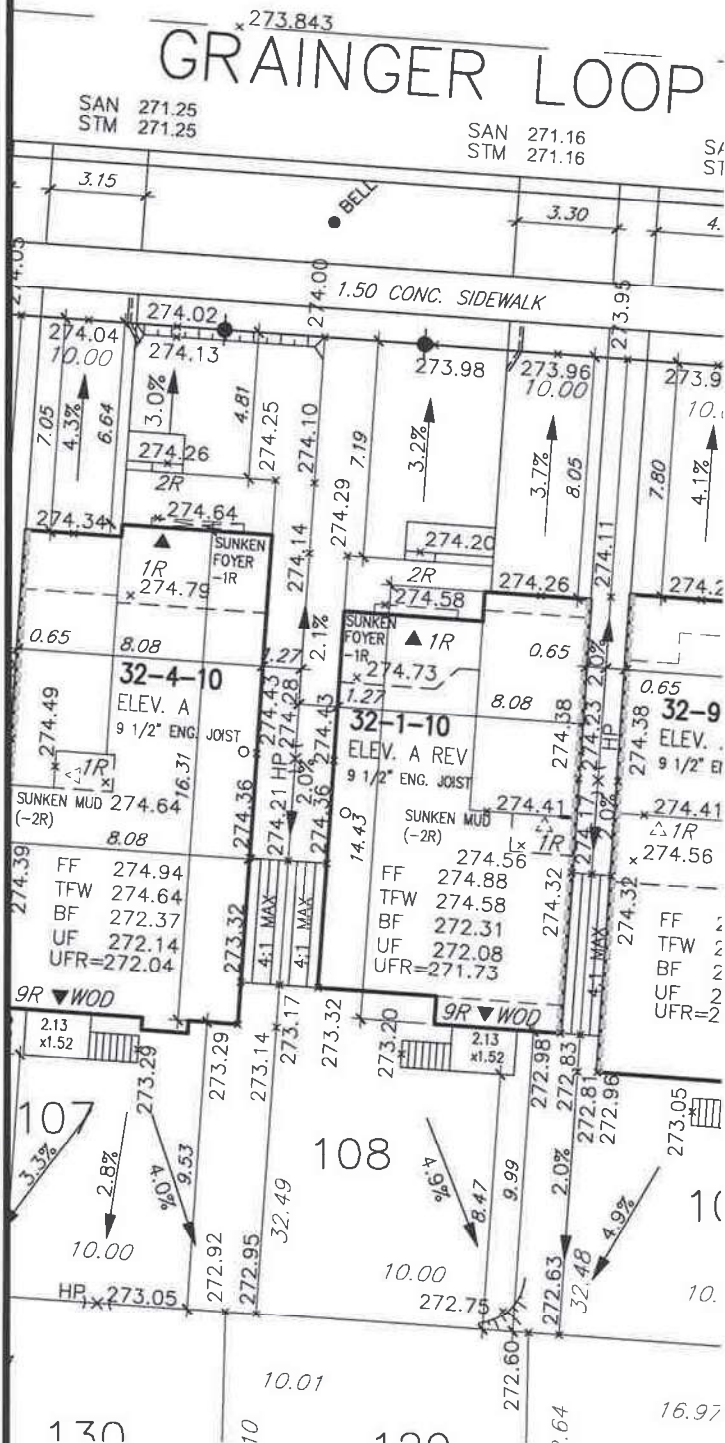 273.843
GRAINGER LOOP
SAN 271.25
STM 271.25
SAN 271.16
STM 271.16
3.15
BELL
3.30
274.00
1.50 CONC. SIDEWALK
273.95
274.02
274.04
10.00
274.13
273.98
273.96
10.00
7.05
4.3%
6.64
3.0%
4.81
274.25
274.10
7.19
3.2%
3.7%
8.05
7.80
4.1%
274.26
2R
274.29
274.11
274.34
274.64
274.14
274.20
2R
274.26
SUNKEN
FOYER
-1R
1R
274.79
274.58
SUNKEN
FOYER
-1R
1R
2.1%
2.0%
0.65
8.08
1.27
274.73
0.65
0.65
32-4-10
ELEV. A
9 1/2" ENG. JOIST
274.49
274.43
274.28
274.43
1.27
8.08
32-1-10
ELEV. A REV
9 1/2" ENG. JOIST
274.38
274.23
HP
274.38
32-9
ELEV.
9 1/2"
1R
SUNKEN MUD
(-2R)
274.64
16.31
274.36
274.21 HP
2.0%
274.36
14.43
SUNKEN MUD
(-2R)
274.41
1R
274.56
274.17
2.0%
274.41
1R
274.56
8.08
274.39
FF 274.94
TFW 274.64
BF 272.37
UF 272.14
UFR=272.04
273.32
4:1 MAX
4:1 MAX
FF 274.88
TFW 274.58
BF 272.31
UF 272.08
UFR=271.73
274.32
4:1 MAX
274.32
FF
TFW
BF
UF
UFR=2
9R WOD
2.13
x1.52
273.29
273.29
273.14
273.17
273.32
273.20
9R WOD
2.13
x1.52
272.98
272.83
272.81
272.96
273.05
107
108
3.3%
2.8%
4.0%
9.53
32.49
4.9%
8.47
9.99
2.0%
4.9%
10.00
272.92
272.95
10.00
272.63
32.48
HP 273.05
272.75
272.60
10.01
16.97
130